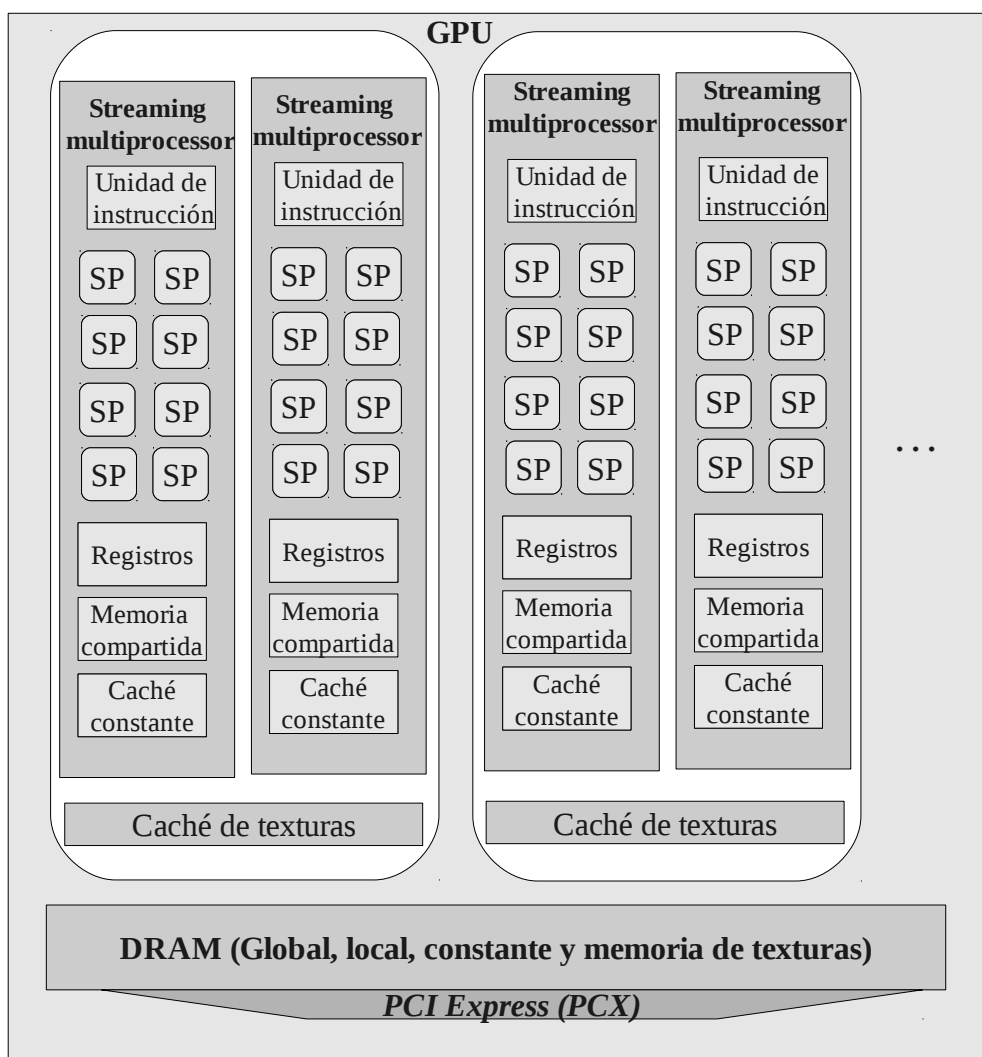 GPU
Streaming
multiprocessor
Unidad de
instrucción
SP SP
SP SP
SP SP
SP SP
Registros
Memoria
compartida
Caché
constante
Streaming
multiprocessor
Unidad de
instrucción
SP SP
SP SP
SP SP
SP SP
Registros
Memoria
compartida
Caché
constante
Caché de texturas
Streaming
multiprocessor
Unidad de
instrucción
SP SP
SP SP
SP SP
SP SP
Registros
Memoria
compartida
Caché
constante
Streaming
multiprocessor
Unidad de
instrucción
SP SP
SP SP
SP SP
SP SP
Registros
Memoria
compartida
Caché
constante
Caché de texturas
...
DRAM (Global, local, constante y memoria de texturas)
PCI Express (PCX)